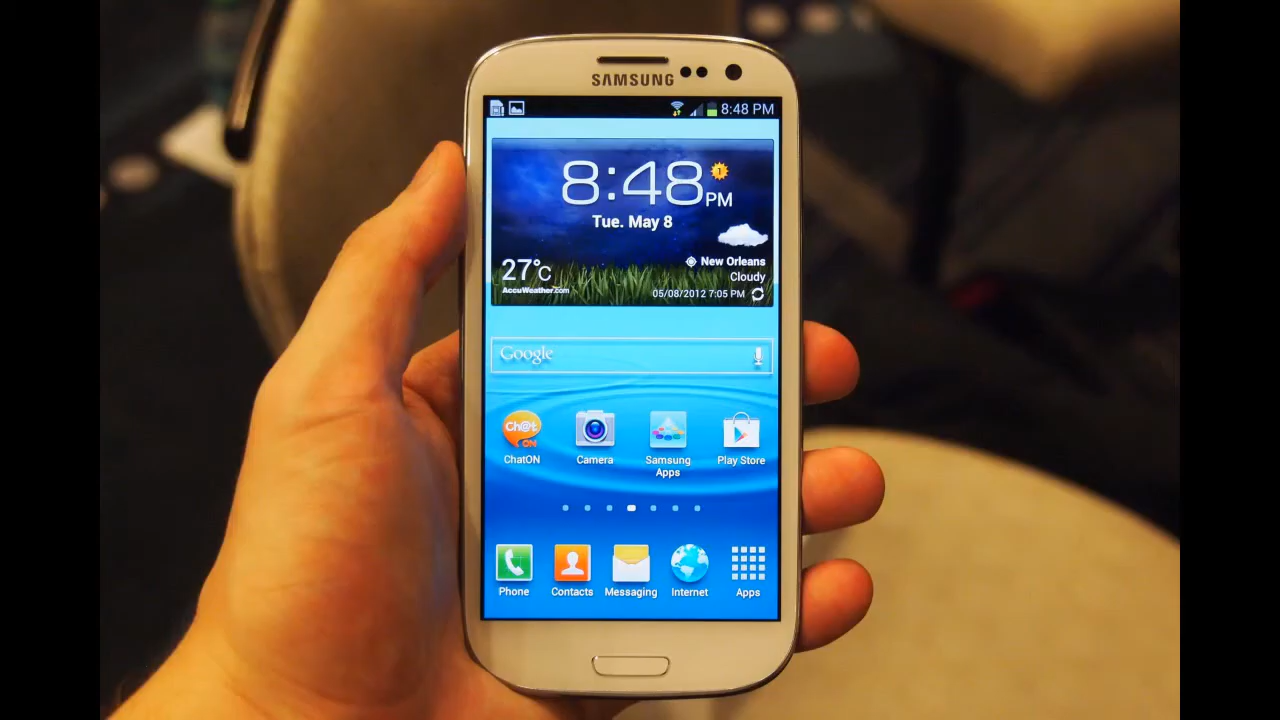 SAMSUNG
8:48 PM
8:48 PM
Tue. May 8
27°C
New Orleans
Cloudy
AccuWeather.com
05/08/2012 7:05 PM
Google
Ch@t
ON
ChatON
Camera
Samsung
Apps
Play Store
Phone
Contacts
Messaging
Internet
Apps